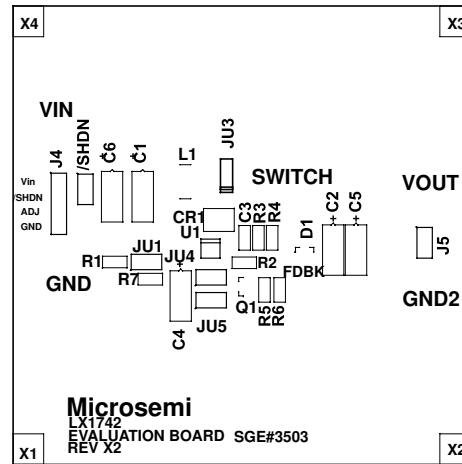 X4
X3
VIN
J4
/SHDN
C6
C1
L1
JU3
SWITCH
VOUT
Vin
/SHDN
ADJ
GND
CR1
U1
C3
R3
R4
D1
C2
C5
J5
R1
JU1
JU4
R2
FDBK
GND
R7
GND2
C4
JU5
Q1
R5
R6
Microsemi
LX1742
EVALUATION BOARD SGE#3503
REV X2
X1
X2